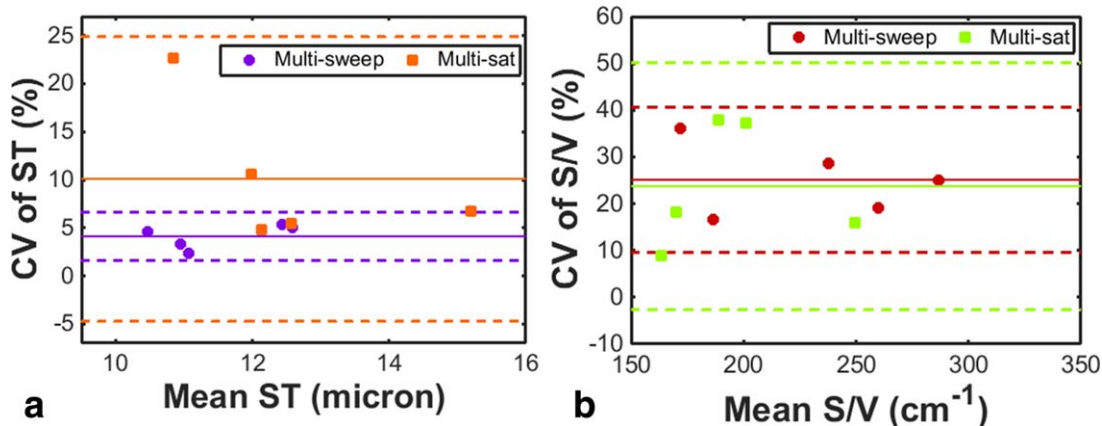 25
20
15
10
5
0
-5
CV of ST (%)
Multi-sweep Multi-sat
10 12 14 16
Mean ST (micron)
a
60
50
40
30
20
10
0
-10
CV of S/V (%)
Multi-sweep Multi-sat
150 200 250 300 350
Mean S/V (cm⁻¹)
b